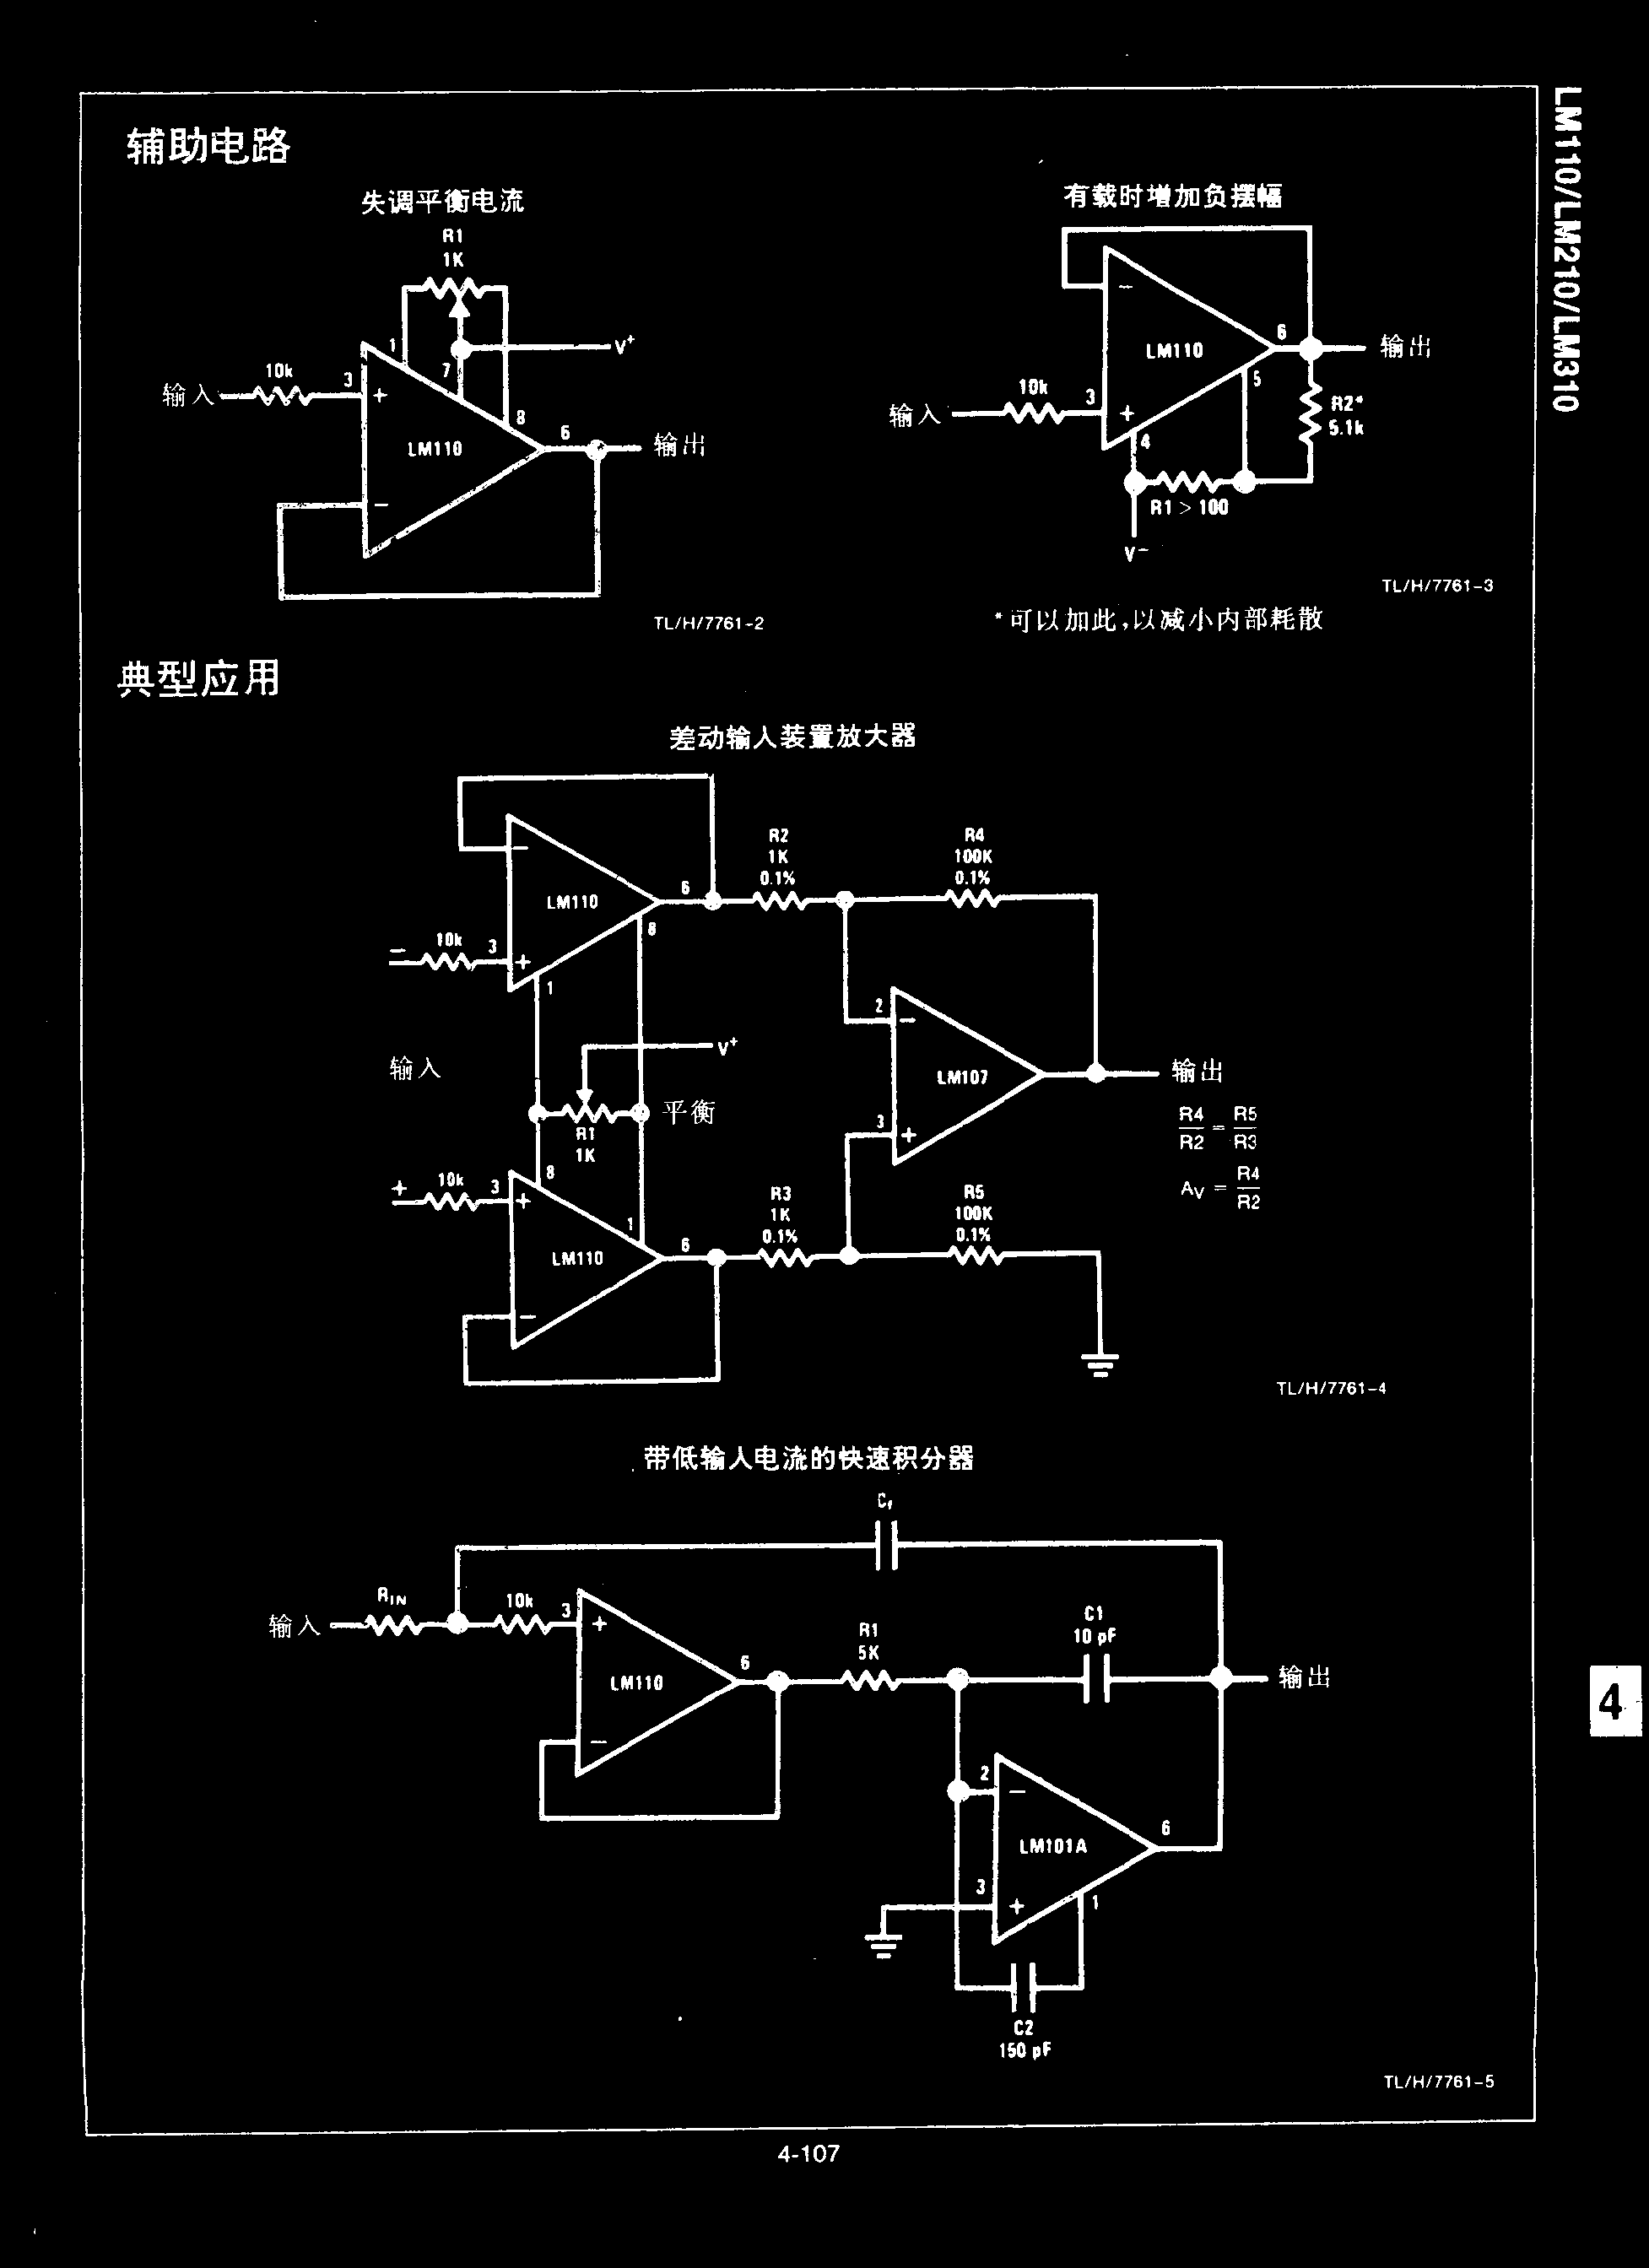 LM110/LM210/LM310
辅助电路
失调平衡电流
R1
1K
1
7
8
V+
10k
3
输入
+
LM110
6
输出
−
TL/H/7761-2
有载时增加负摆幅
−
LM110
6
输出
5
10k
3
输入
+
4
R2*
5.1k
R1 > 100
V−
TL/H/7761-3
*可以加此,以减小内部耗散
典型应用
差动输入装置放大器
−
LM110
6
8
R2
1K
0.1%
R4
100K
0.1%
−
10k
3
+
1
2
−
V+
输入
LM107
输出
平衡
R1
1K
3
+
R4/R2 = R5/R3
AV = R4/R2
+
10k
3
+
8
1
LM110
6
−
R3
1K
0.1%
R5
100K
0.1%
TL/H/7761-4
带低输入电流的快速积分器
Cf
RIN
输入
10k
3
+
LM110
6
−
R1
5K
C1
10 pF
输出
2
−
LM101A
6
3
+
1
C2
150 pF
TL/H/7761-5
4
4-107